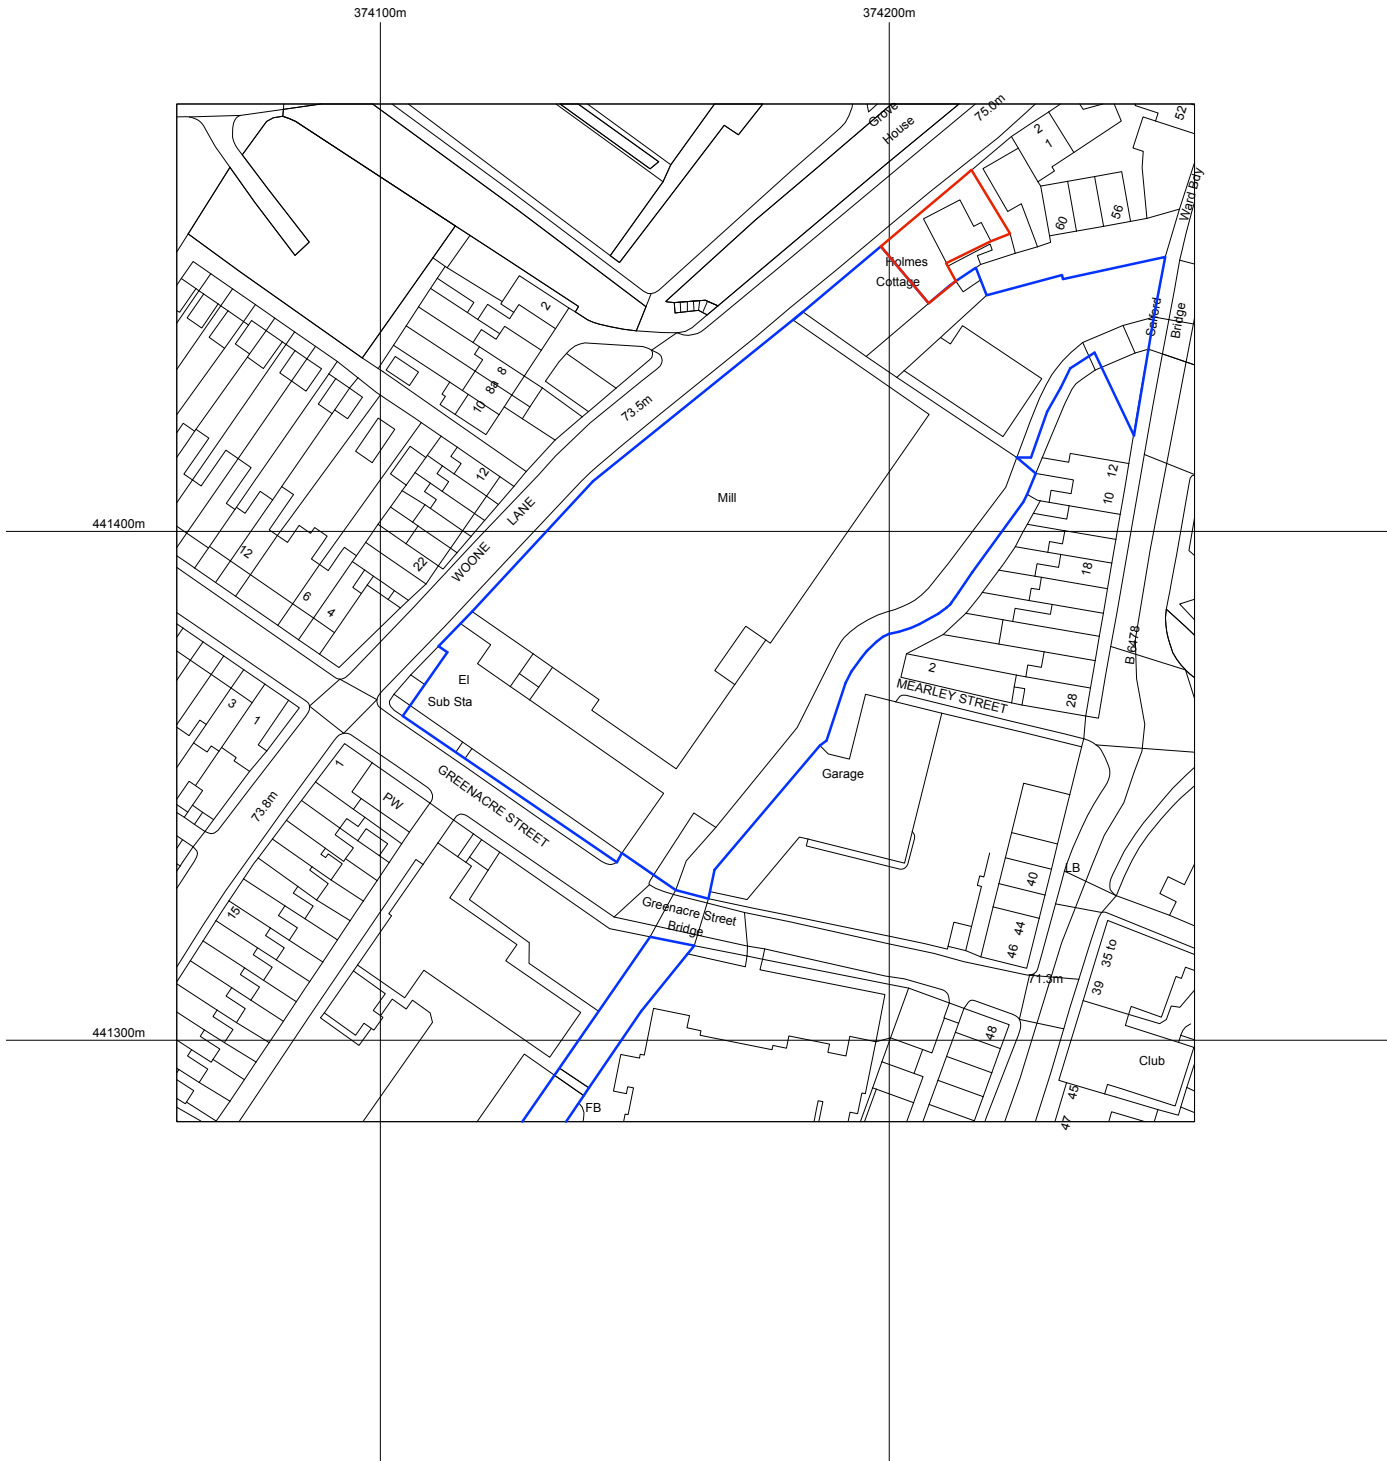 374100m
374200m
Grove
House
75.0m
52
2
1
Ward Bdy
60
56
Holmes
Cottage
2
Salford
Bridge
8
8a
10
73.5m
12
12
10
Mill
LANE
WOONE
441400m
12
22
18
6
4
B 6478
2
El
Sub Sta
MEARLEY STREET
28
3
1
1
Garage
PW
GREENACRE STREET
73.8m
LB
40
15
Greenacre Street
Bridge
44
46
35 to
39
71.3m
441300m
48
Club
45
47
FB